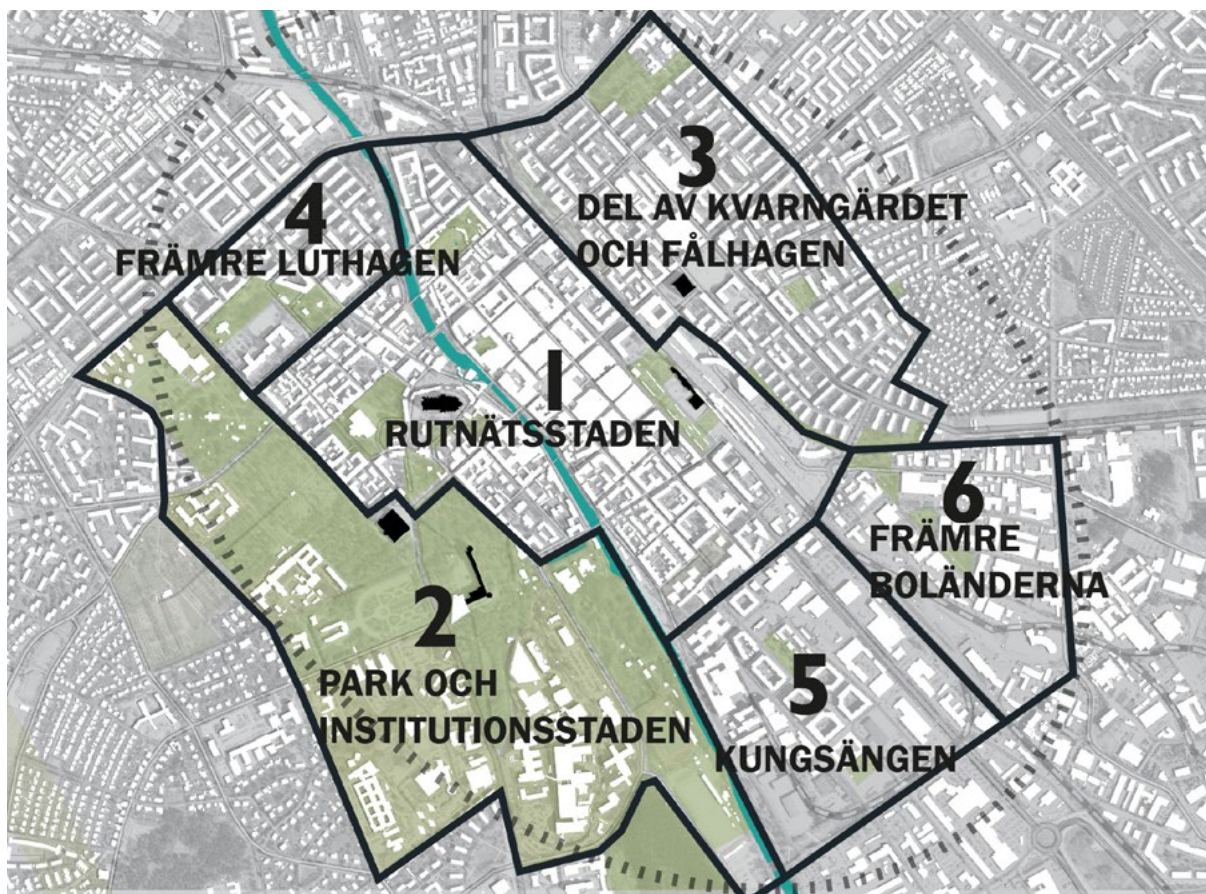 1
RUTNÄTSSTADEN
2
PARK OCH
INSTITUTIONSSTADEN
3
DEL AV KVARNGÄRDET
OCH FÅLHAGEN
4
FRÄMRE LUTHAGEN
5
KUNGSÄNGEN
6
FRÄMRE
BOLÄNDERNA